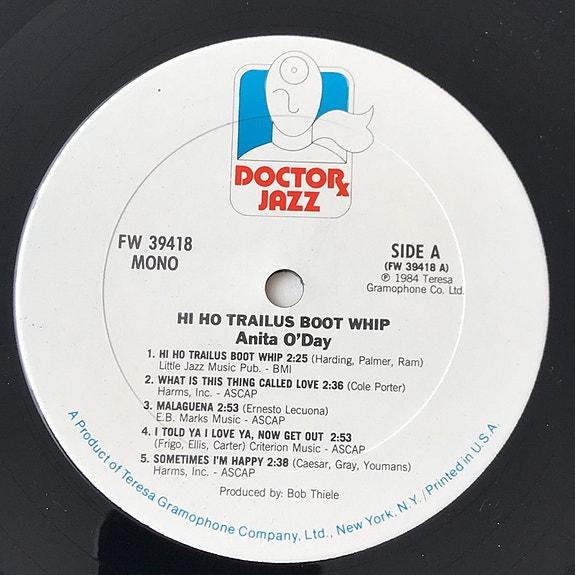 DOCTOR℞
JAZZ
FW 39418
MONO
SIDE A
(FW 39418 A)
℗ 1984 Teresa
Gramophone Co. Ltd.
HI HO TRAILUS BOOT WHIP
Anita O'Day
1. HI HO TRAILUS BOOT WHIP 2:25 (Harding, Palmer, Ram)
Little Jazz Music Pub. - BMI
2. WHAT IS THIS THING CALLED LOVE 2:36 (Cole Porter)
Harms, Inc. - ASCAP
3. MALAGUENA 2:53 (Ernesto Lecuona)
E.B. Marks Music - ASCAP
4. I TOLD YA I LOVE YA, NOW GET OUT 2:53
(Frigo, Ellis, Carter) Criterion Music - ASCAP
5. SOMETIMES I'M HAPPY 2:38 (Caesar, Gray, Youmans)
Harms, Inc. - ASCAP
Produced by: Bob Thiele
A Product of Teresa Gramophone Company, Ltd., New York, N.Y./Printed in U.S.A